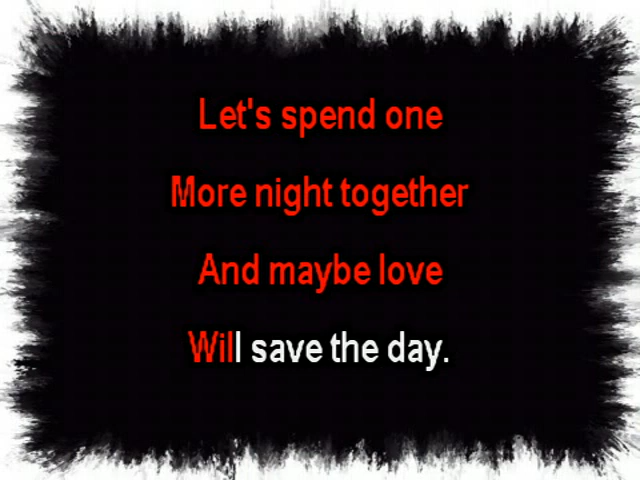 Let's spend one
More night together
And maybe love
Will save the day.